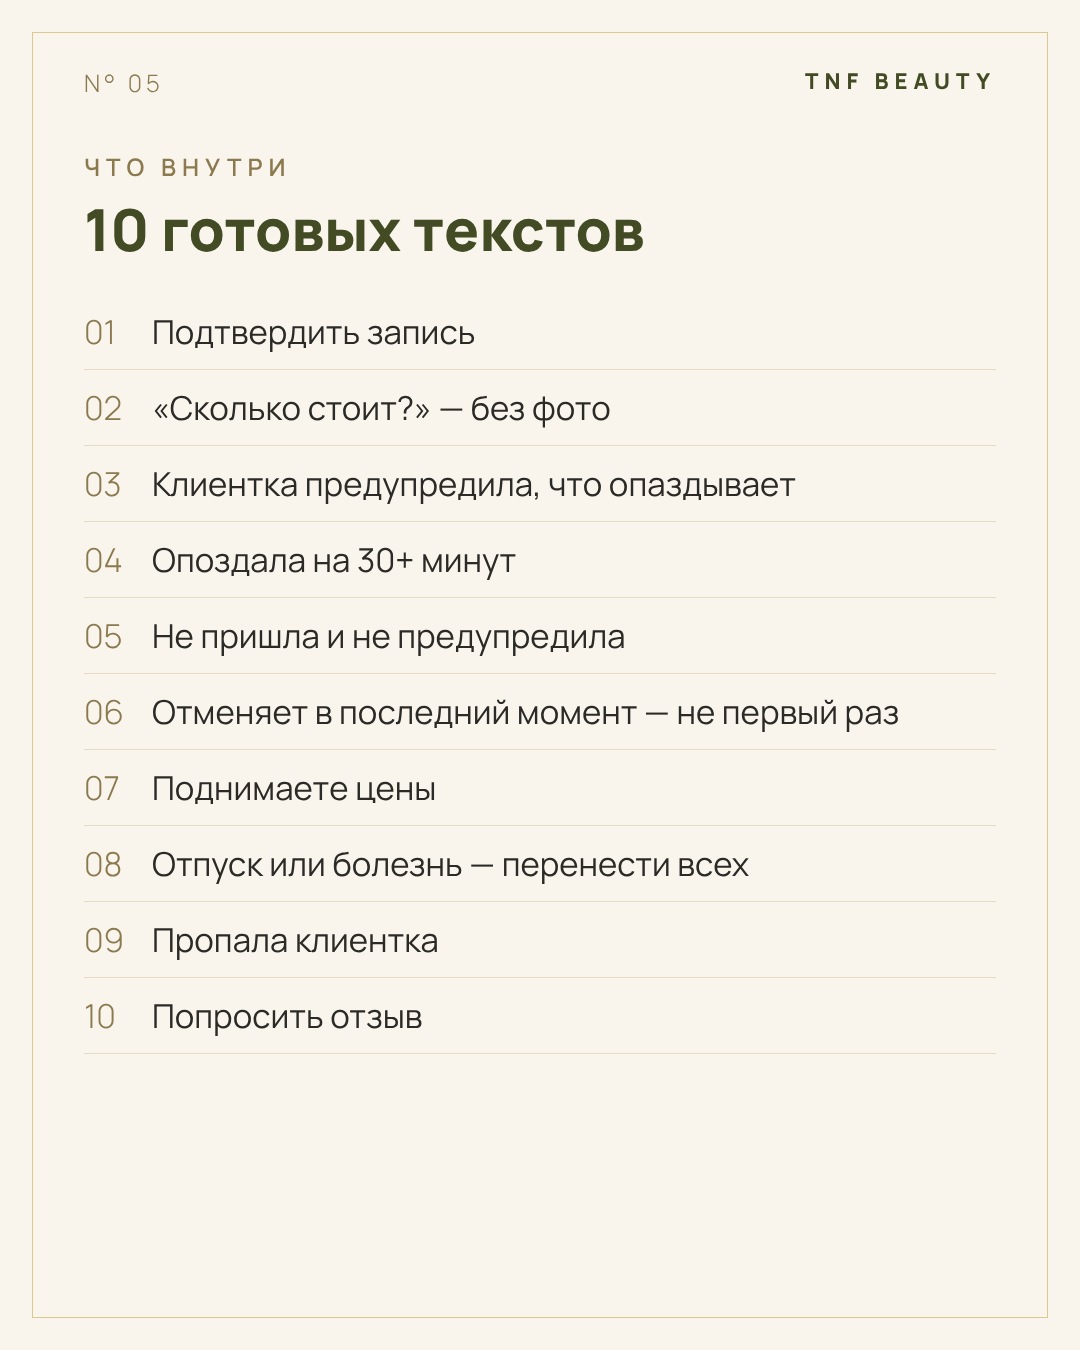 N° 05
TNF BEAUTY
ЧТО ВНУТРИ
10 готовых текстов
01 Подтвердить запись
02 «Сколько стоит?» — без фото
03 Клиентка предупредила, что опаздывает
04 Опоздала на 30+ минут
05 Не пришла и не предупредила
06 Отменяет в последний момент — не первый раз
07 Поднимаете цены
08 Отпуск или болезнь — перенести всех
09 Пропала клиентка
10 Попросить отзыв